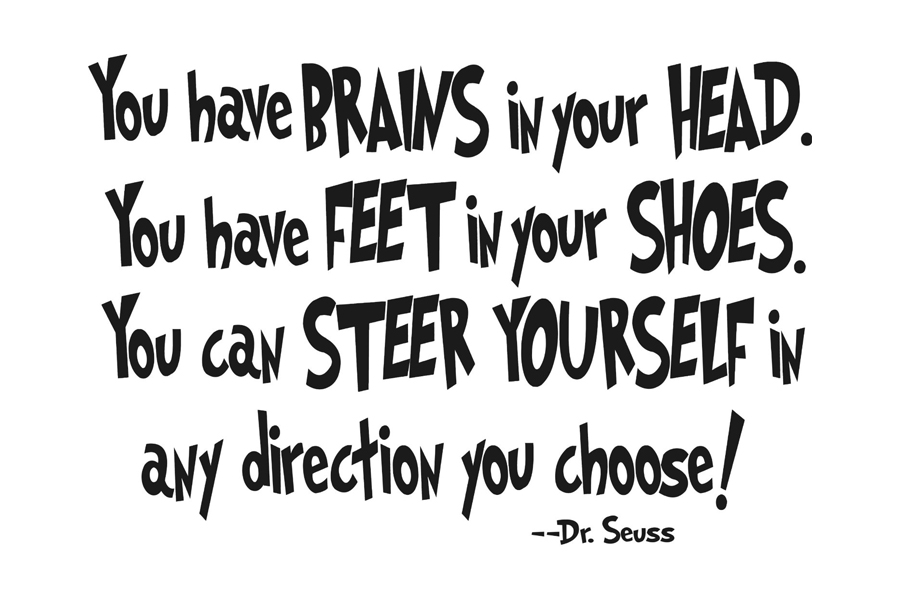 You have BRAINS in your HEAD.
You have FEET in your SHOES.
You can STEER YOURSELF in
any direction you choose!
--Dr. Seuss